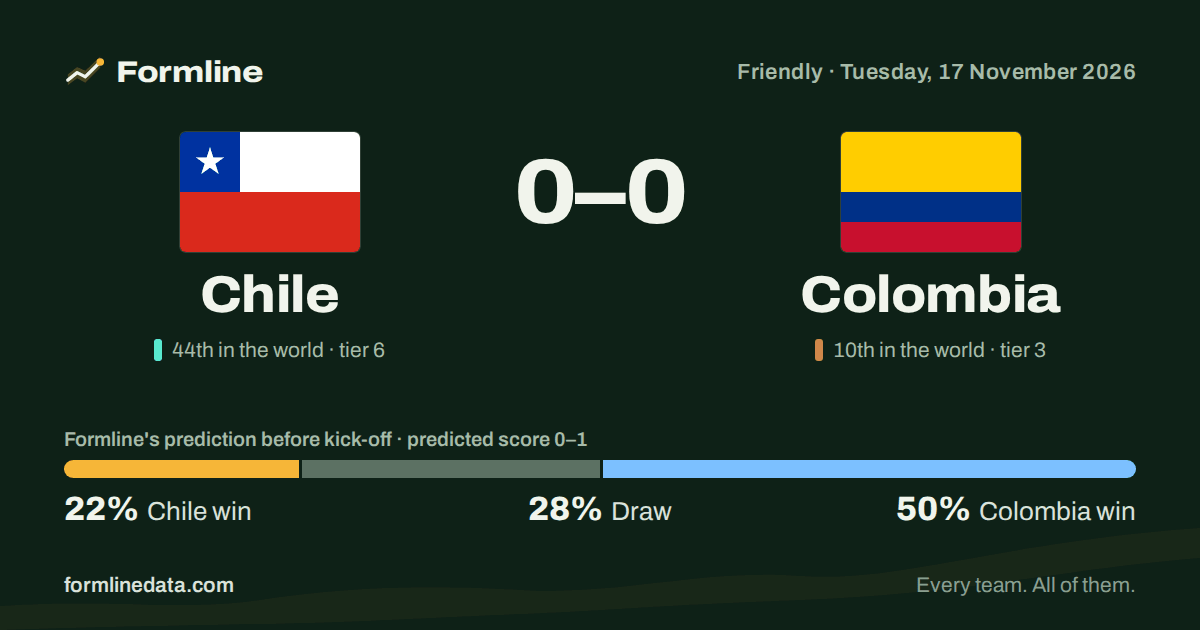 Formline
Friendly · Tuesday, 17 November 2026
0–0
Chile
Colombia
44th in the world · tier 6
10th in the world · tier 3
Formline's prediction before kick-off · predicted score 0–1
22% Chile win
28% Draw
50% Colombia win
formlinedata.com
Every team. All of them.